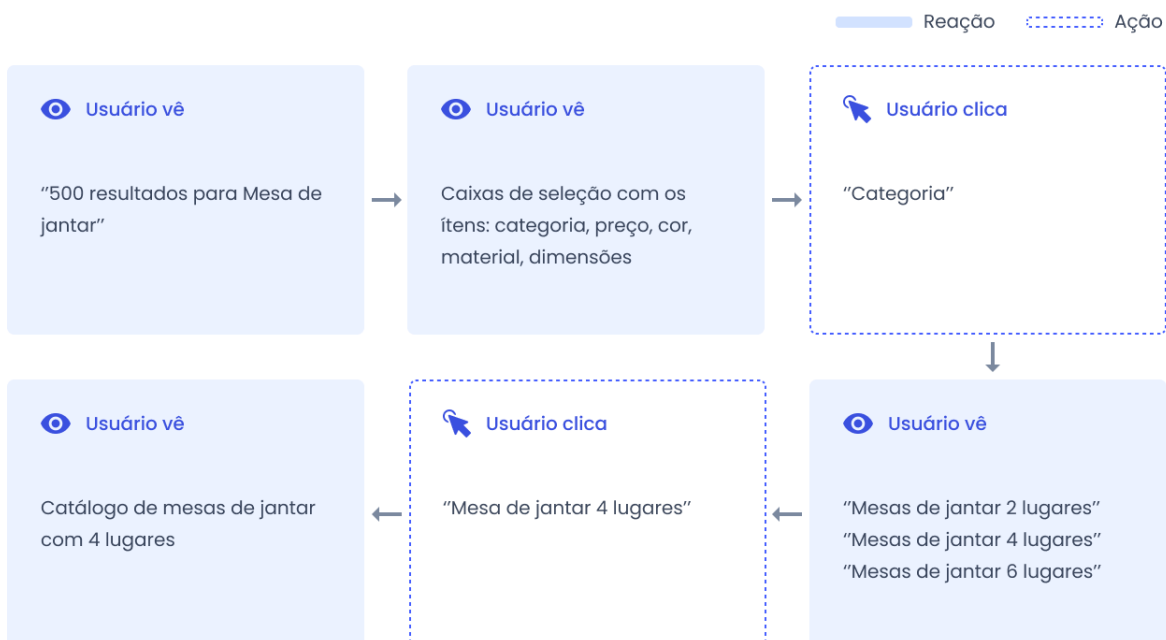 Reação
Ação
Usuário vê
‘’500 resultados para Mesa de
jantar’’
Usuário vê
Caixas de seleção com os
ítens: categoria, preço, cor,
material, dimensões
Usuário clica
‘’Categoria’’
Usuário vê
‘’Mesas de jantar 2 lugares’’
‘’Mesas de jantar 4 lugares’’
‘’Mesas de jantar 6 lugares’’
Usuário clica
‘’Mesa de jantar 4 lugares’’
Usuário vê
Catálogo de mesas de jantar
com 4 lugares